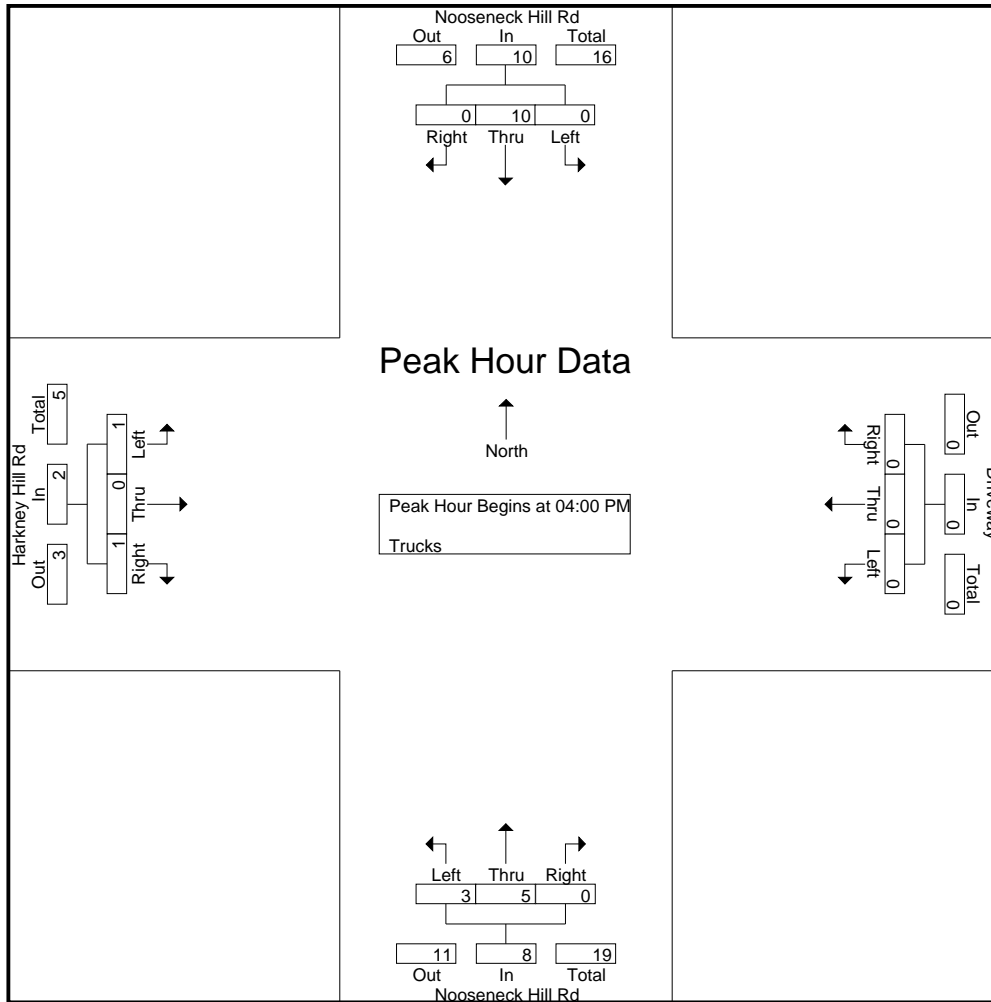 Nooseneck Hill Rd
Out In Total
6 10 16
0 10 0
Right Thru Left
Peak Hour Data
North
Peak Hour Begins at 04:00 PM
Trucks
Harkney Hill Rd
Total In Out
5 2 3
1 0 1
Left Thru Right
Driveway
Out In Total
0 0 0
0 0 0
Right Thru Left
Left Thru Right
3 5 0
11 8 19
Out In Total
Nooseneck Hill Rd